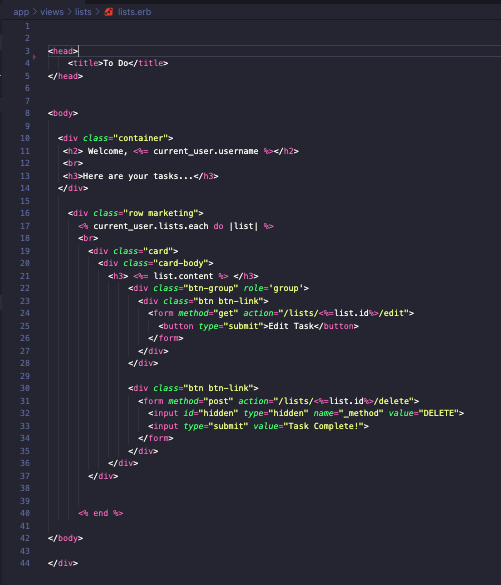 app > views > lists > lists.erb
1
2
3 <head>
4 <title>To Do</title>
5 </head>
6
7
8 <body>
9
10 <div class="container">
11 <h2> Welcome, <%= current_user.username %></h2>
12 <br>
13 <h3>Here are your tasks...</h3>
14 </div>
15
16 <div class="row marketing">
17 <% current_user.lists.each do |list| %>
18 <br>
19 <div class="card">
20 <div class="card-body">
21 <h3> <%= list.content %> </h3>
22 <div class="btn-group" role='group'>
23 <div class="btn btn-link">
24 <form method="get" action="/lists/<%=list.id%>/edit">
25 <button type="submit">Edit Task</button>
26 </form>
27 </div>
28 </div>
29
30 <div class="btn btn-link">
31 <form method="post" action="/lists/<%=list.id%>/delete">
32 <input id="hidden" type="hidden" name="_method" value="DELETE">
33 <input type="submit" value="Task Complete!">
34 </form>
35 </div>
36 </div>
37 </div>
38
39
40 <% end %>
41
42 </body>
43
44 </div>